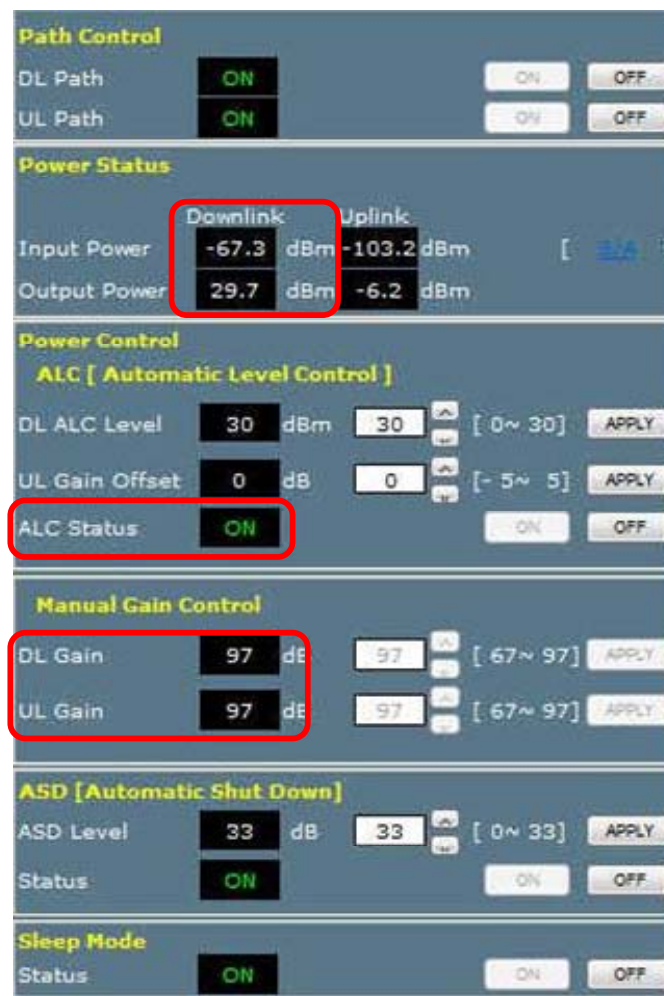 Path Control
DL Path ON ON OFF
UL Path ON ON OFF
Power Status
Downlink Uplink
Input Power -67.3 dBm -103.2 dBm [
Output Power 29.7 dBm -6.2 dBm
Power Control
ALC [ Automatic Level Control ]
DL ALC Level 30 dBm 30 [ 0~ 30] APPLY
UL Gain Offset 0 dB 0 [- 5~ 5] APPLY
ALC Status ON ON OFF
Manual Gain Control
DL Gain 97 dB 97 [ 67~ 97] APPLY
UL Gain 97 dB 97 [ 67~ 97] APPLY
ASD [Automatic Shut Down]
ASD Level 33 dB 33 [ 0~ 33] APPLY
Status ON ON OFF
Sleep Mode
Status ON ON OFF